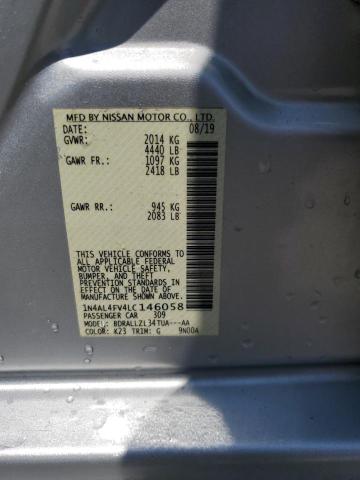 MFD BY NISSAN MOTOR CO., LTD.
DATE: 08/19
GVWR: 2014 KG
4440 LB
GAWR FR: 1097 KG
2418 LB
GAWR RR: 945 KG
2083 LB
THIS VEHICLE CONFORMS TO
ALL APPLICABLE FEDERAL
MOTOR VEHICLE SAFETY,
BUMPER, AND THEFT
PREVENTION STANDARDS IN
EFFECT ON THE DATE OF
MANUFACTURE SHOWN ABOVE.
1N4AL4FV4LC146058
PASSENGER CAR 309
MODEL: BDRALLZL34TUA---AA
COLOR: K23 TRIM: G 9N00A